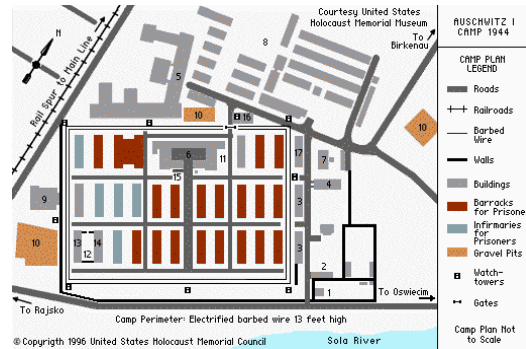 Courtesy United States
Holocaust Memorial Museum
AUSCHWITZ I
CAMP 1944
To
Birkenau
N
Rail Spur to Main Line
8
5
CAMP PLAN
LEGEND
Roads
Railroads
Barbed
Wire
Walls
Buildings
Barracks
for Prisone
Infirmaries
for
Prisoners
Gravel Pits
Watch-
towers
Gates
Camp Plan Not
to Scale
10
16
10
6
11
15
17
7
4
9
3
3
13
14
12
10
3
2
1
To Rajsko
To Oswiecim
Camp Perimeter: Electrified barbed wire 13 feet high
© Copyrigth 1996 United States Holocaust Memorial Council
Sola River